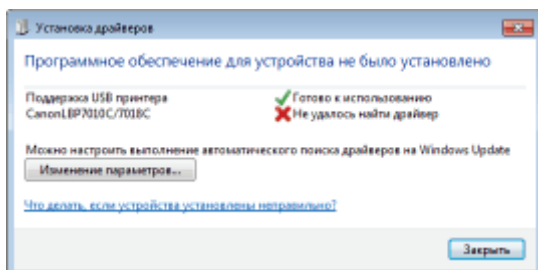 Установка драйверов
Программное обеспечение для устройства не было установлено
Поддержка USB принтера Готово к использованию
CanonLBP7010C/7018C Не удалось найти драйвер
Можно настроить выполнение автоматического поиска драйверов на Windows Update
Изменение параметров...
Что делать, если устройства установлены неправильно?
Закрыть